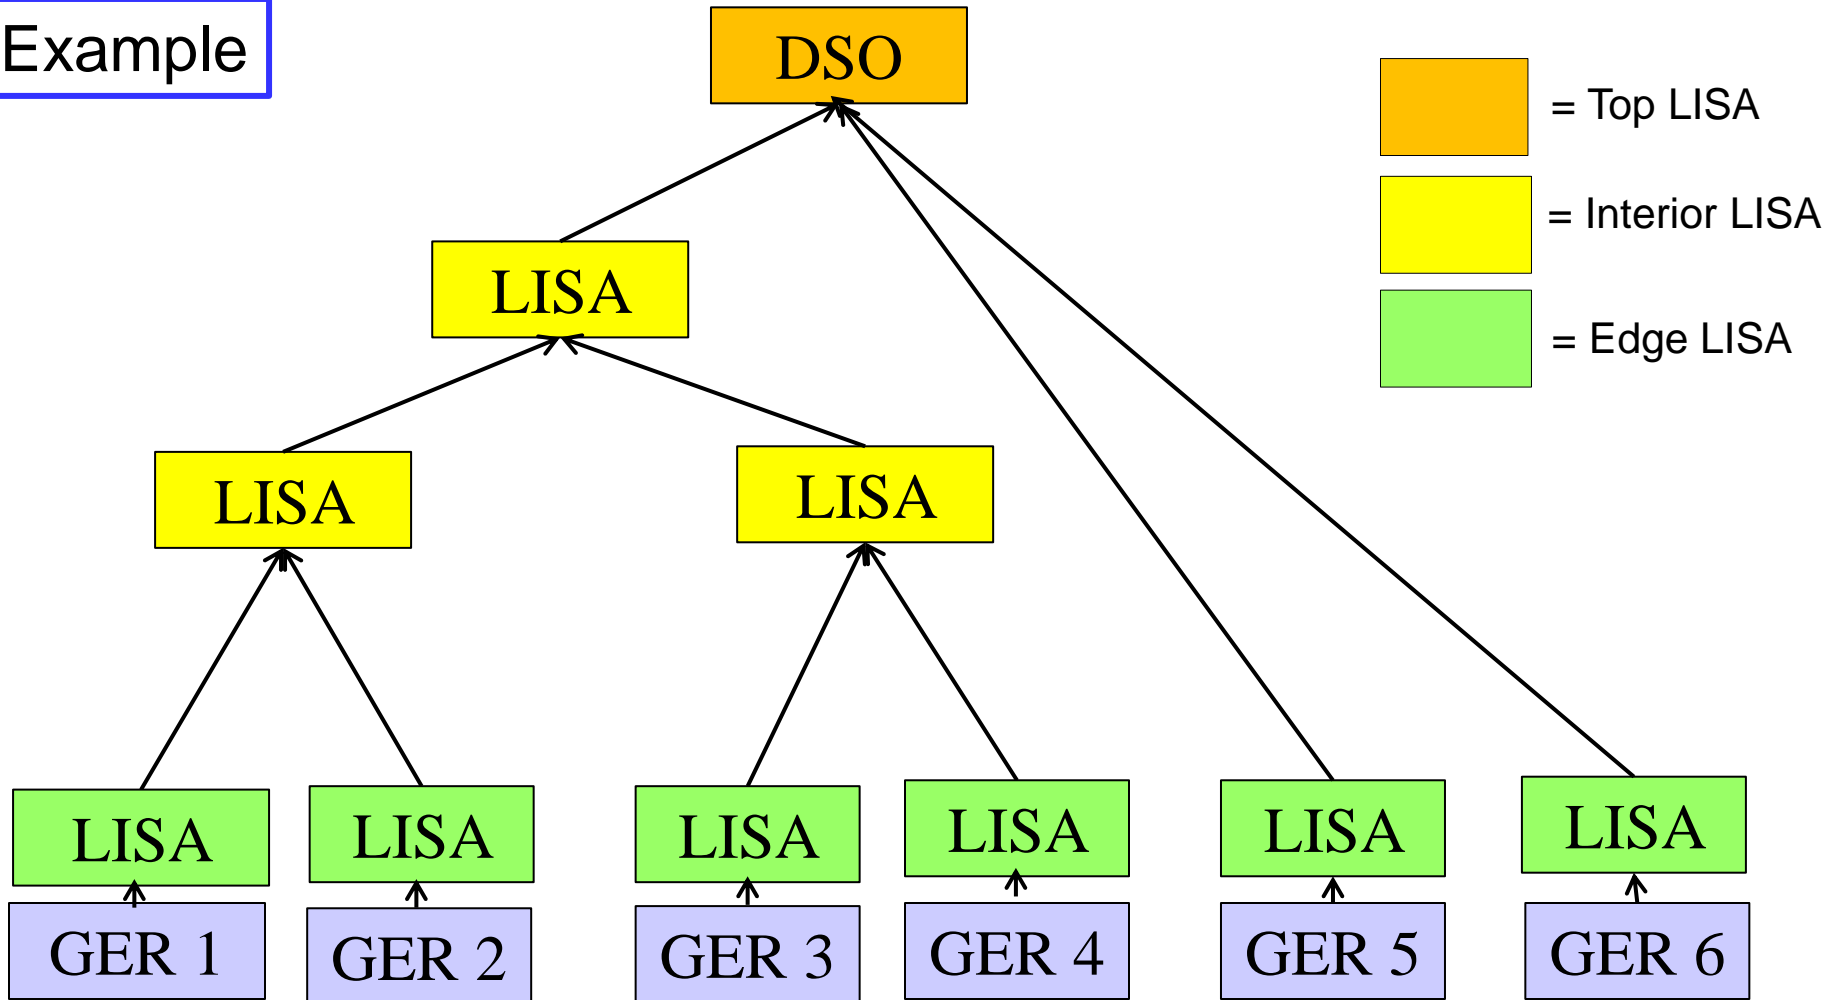 Example
DSO
= Top LISA
= Interior LISA
= Edge LISA
LISA
LISA
LISA
LISA
LISA
LISA
LISA
LISA
LISA
GER 1
GER 2
GER 3
GER 4
GER 5
GER 6